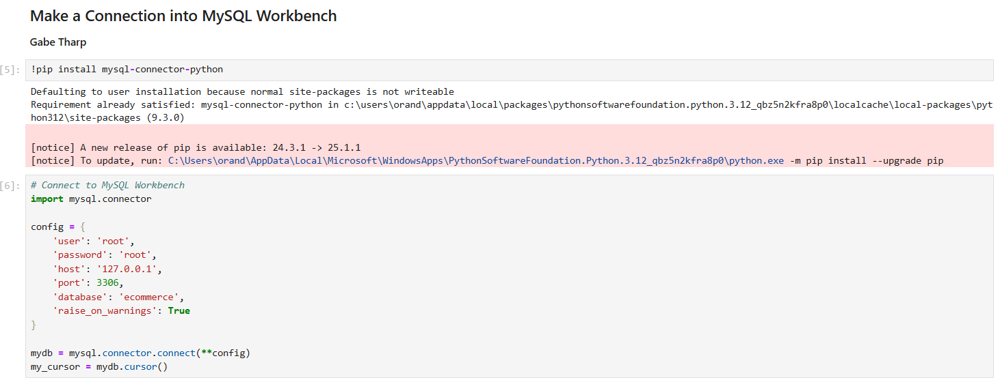 Make a Connection into MySQL Workbench
Gabe Tharp
[5]: !pip install mysql-connector-python
Defaulting to user installation because normal site-packages is not writeable
Requirement already satisfied: mysql-connector-python in c:\users\orand\appdata\local\packages\pythonsoftwarefoundation.python.3.12_qbz5n2kfra8p0\localcache\local-packages\pyt
hon312\site-packages (9.3.0)
[notice] A new release of pip is available: 24.3.1 -> 25.1.1
[notice] To update, run: C:\Users\orand\AppData\Local\Microsoft\WindowsApps\PythonSoftwareFoundation.Python.3.12_qbz5n2kfra8p0\python.exe -m pip install --upgrade pip
[6]: # Connect to MySQL Workbench
import mysql.connector
config = {
    'user': 'root',
    'password': 'root',
    'host': '127.0.0.1',
    'port': 3306,
    'database': 'ecommerce',
    'raise_on_warnings': True
}
mydb = mysql.connector.connect(**config)
my_cursor = mydb.cursor()